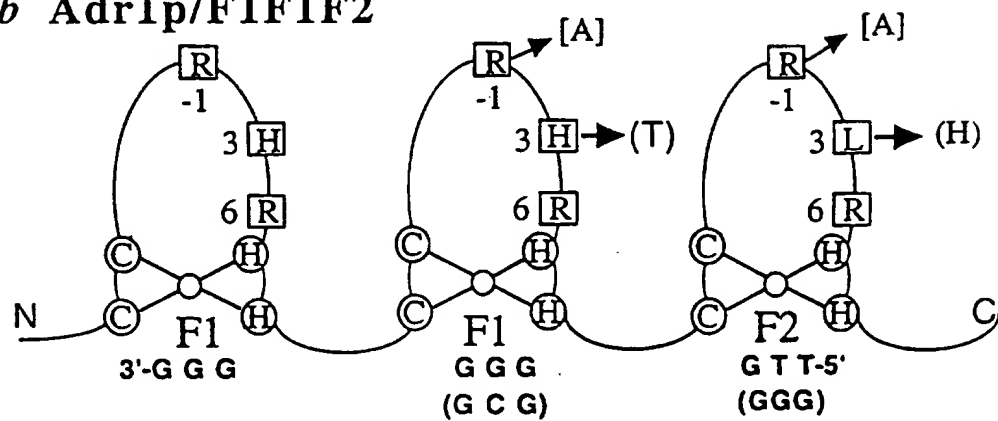 b Adr1p/F1F1F2
R R [A] R [A]
-1 -1 -1
3 H 3 H (T) 3 L (H)
6 R 6 R 6 R
C H C H C H
N C H C H C H C
F1 F1 F2
3'-G G G G G G G T T-5'
(G C G) (GGG)